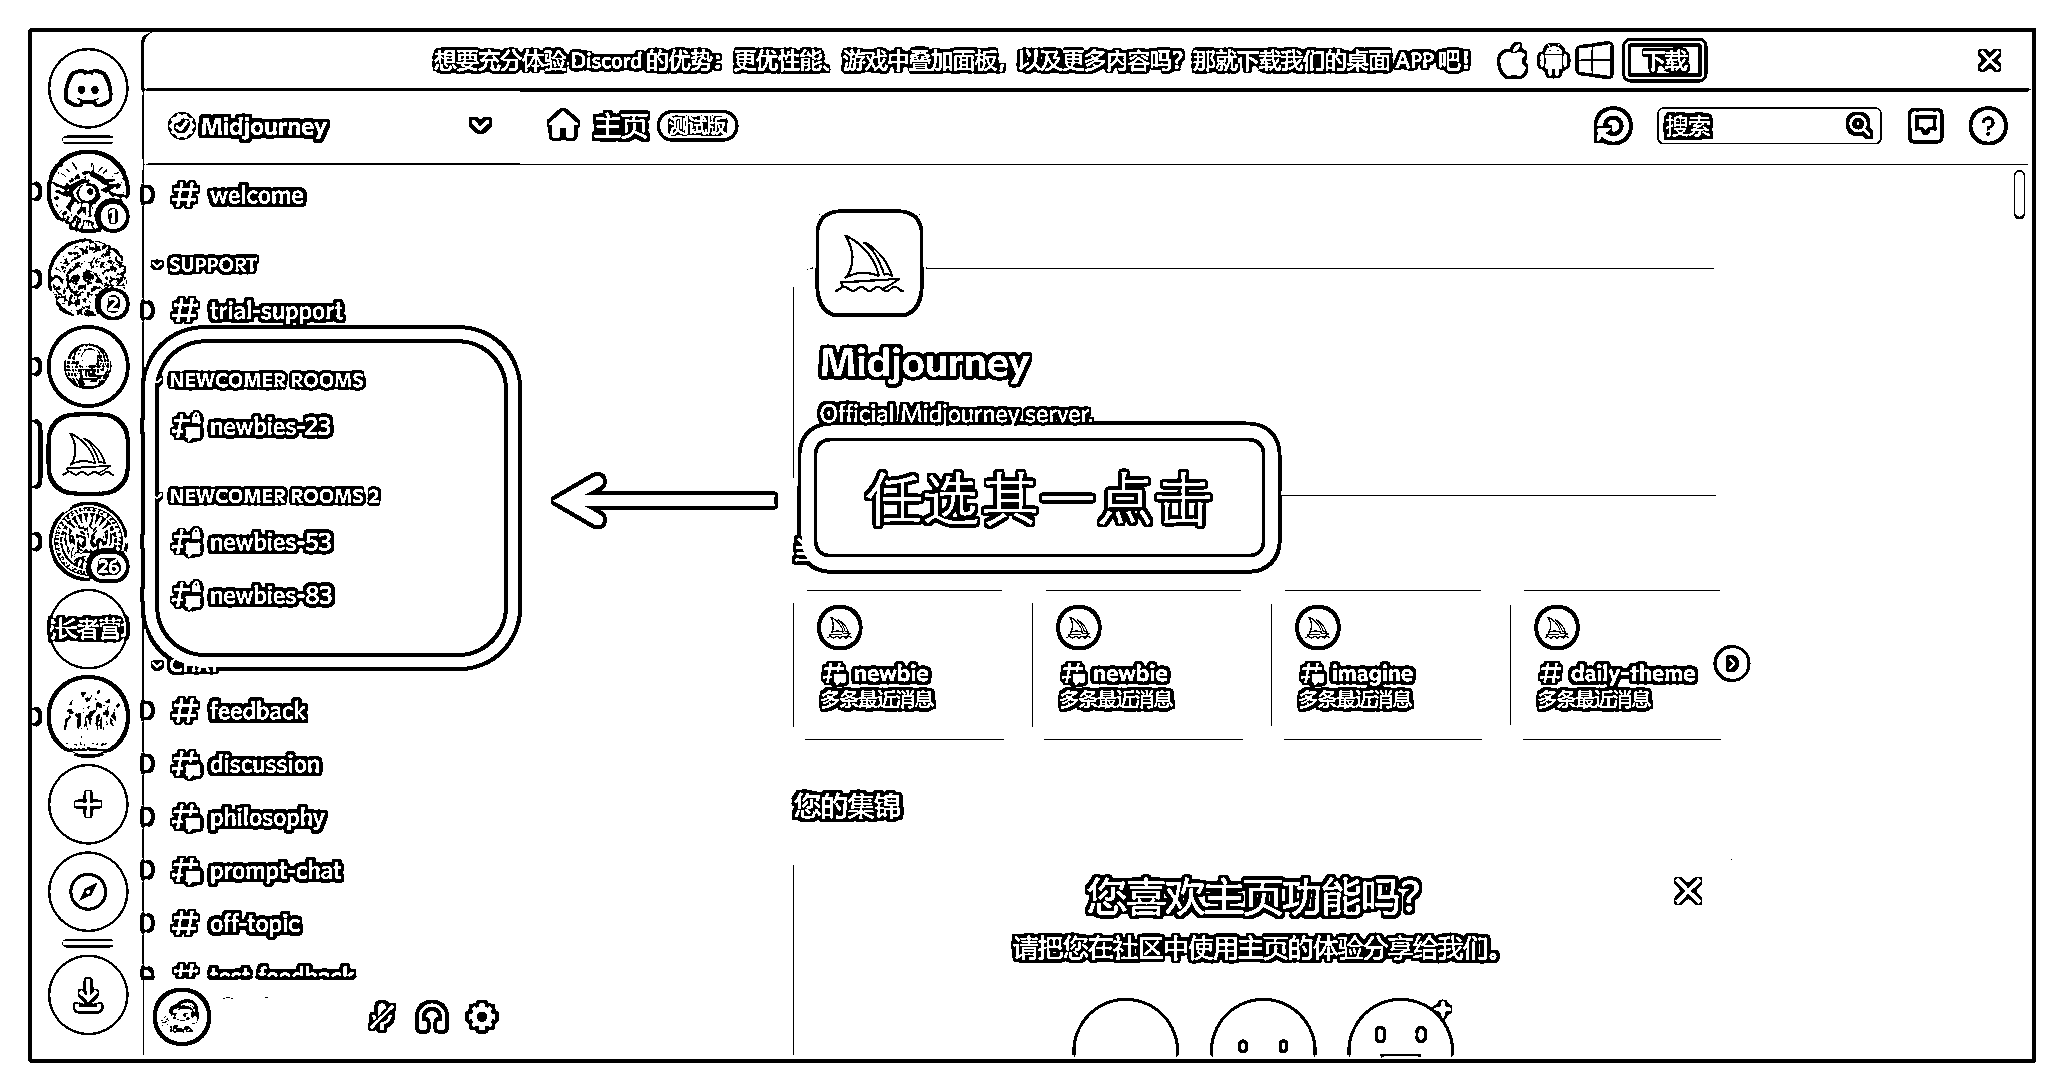 想要充分体验 Discord 的优势：更优性能、游戏中叠加面板，以及更多内容吗？那就下载我们的桌面 APP 吧！
下载
Midjourney
主页
测试版
搜索
welcome
1
SUPPORT
2
trial-support
NEWCOMER ROOMS
newbies-23
NEWCOMER ROOMS 2
newbies-53
newbies-83
26
长者营
feedback
discussion
philosophy
prompt-chat
off-topic
Midjourney
Official Midjourney server.
任选其一点击
newbie
多条最近消息
newbie
多条最近消息
imagine
多条最近消息
daily-theme
多条最近消息
您的集锦
您喜欢主页功能吗？
请把您在社区中使用主页的体验分享给我们。